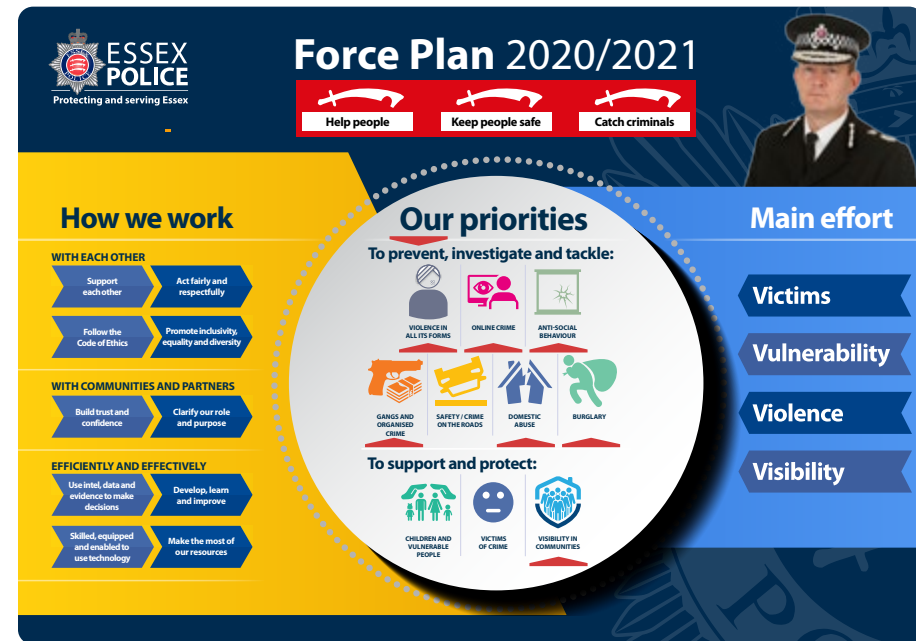 ESSEX
POLICE
Protecting and serving Essex
Force Plan 2020/2021
Help people
Keep people safe
Catch criminals
How we work
WITH EACH OTHER
Support
each other
Act fairly and
respectfully
Follow the
Code of Ethics
Promote inclusivity,
equality and diversity
WITH COMMUNITIES AND PARTNERS
Build trust and
confidence
Clarify our role
and purpose
EFFICIENTLY AND EFFECTIVELY
Use intel, data and
evidence to make
decisions
Develop, learn
and improve
Skilled, equipped
and enabled to
use technology
Make the most of
our resources
Our priorities
To prevent, investigate and tackle:
VIOLENCE IN
ALL ITS FORMS
ONLINE CRIME
ANTI-SOCIAL
BEHAVIOUR
GANGS AND
ORGANISED
CRIME
SAFETY / CRIME
ON THE ROADS
DOMESTIC
ABUSE
BURGLARY
To support and protect:
CHILDREN AND
VULNERABLE
PEOPLE
VICTIMS
OF CRIME
VISIBILITY IN
COMMUNITIES
Main effort
Victims
Vulnerability
Violence
Visibility